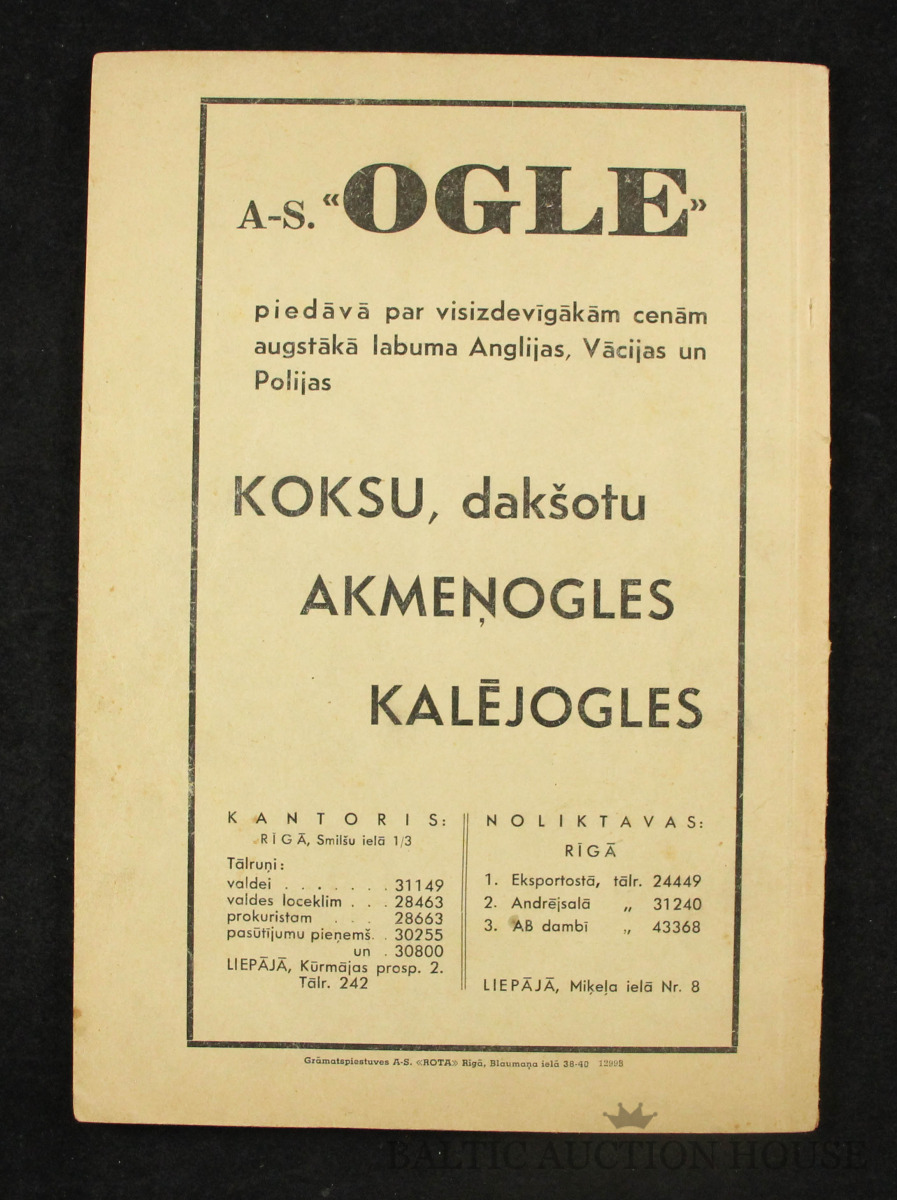 A-S. «OGLE»
piedāvā par visizdevīgākām cenām
augstākā labuma Anglijas, Vācijas un
Polijas
KOKSU, dakšotu
AKMEŅOGLES
KALĒJOGLES
KANTORIS:
RĪGĀ, Smilšu ielā 1/3
Tālruņi:
valdei . . . . . . . 31149
valdes loceklim . . . 28463
prokuristam . . . 28663
pasūtījumu pieņemš. . 30255
un . 30800
LIEPĀJĀ, Kūrmājas prosp. 2.
Tālr. 242
NOLIKTAVAS:
RĪGĀ
1. Eksportostā, tālr. 24449
2. Andrējsalā „ 31240
3. AB dambī „ 43368
LIEPĀJĀ, Miķeļa ielā Nr. 8
Grāmatspiestuves A-S. «ROTA» Rīgā, Blaumaņa ielā 38-40 12995
BALTIC AUCTION HOUSE